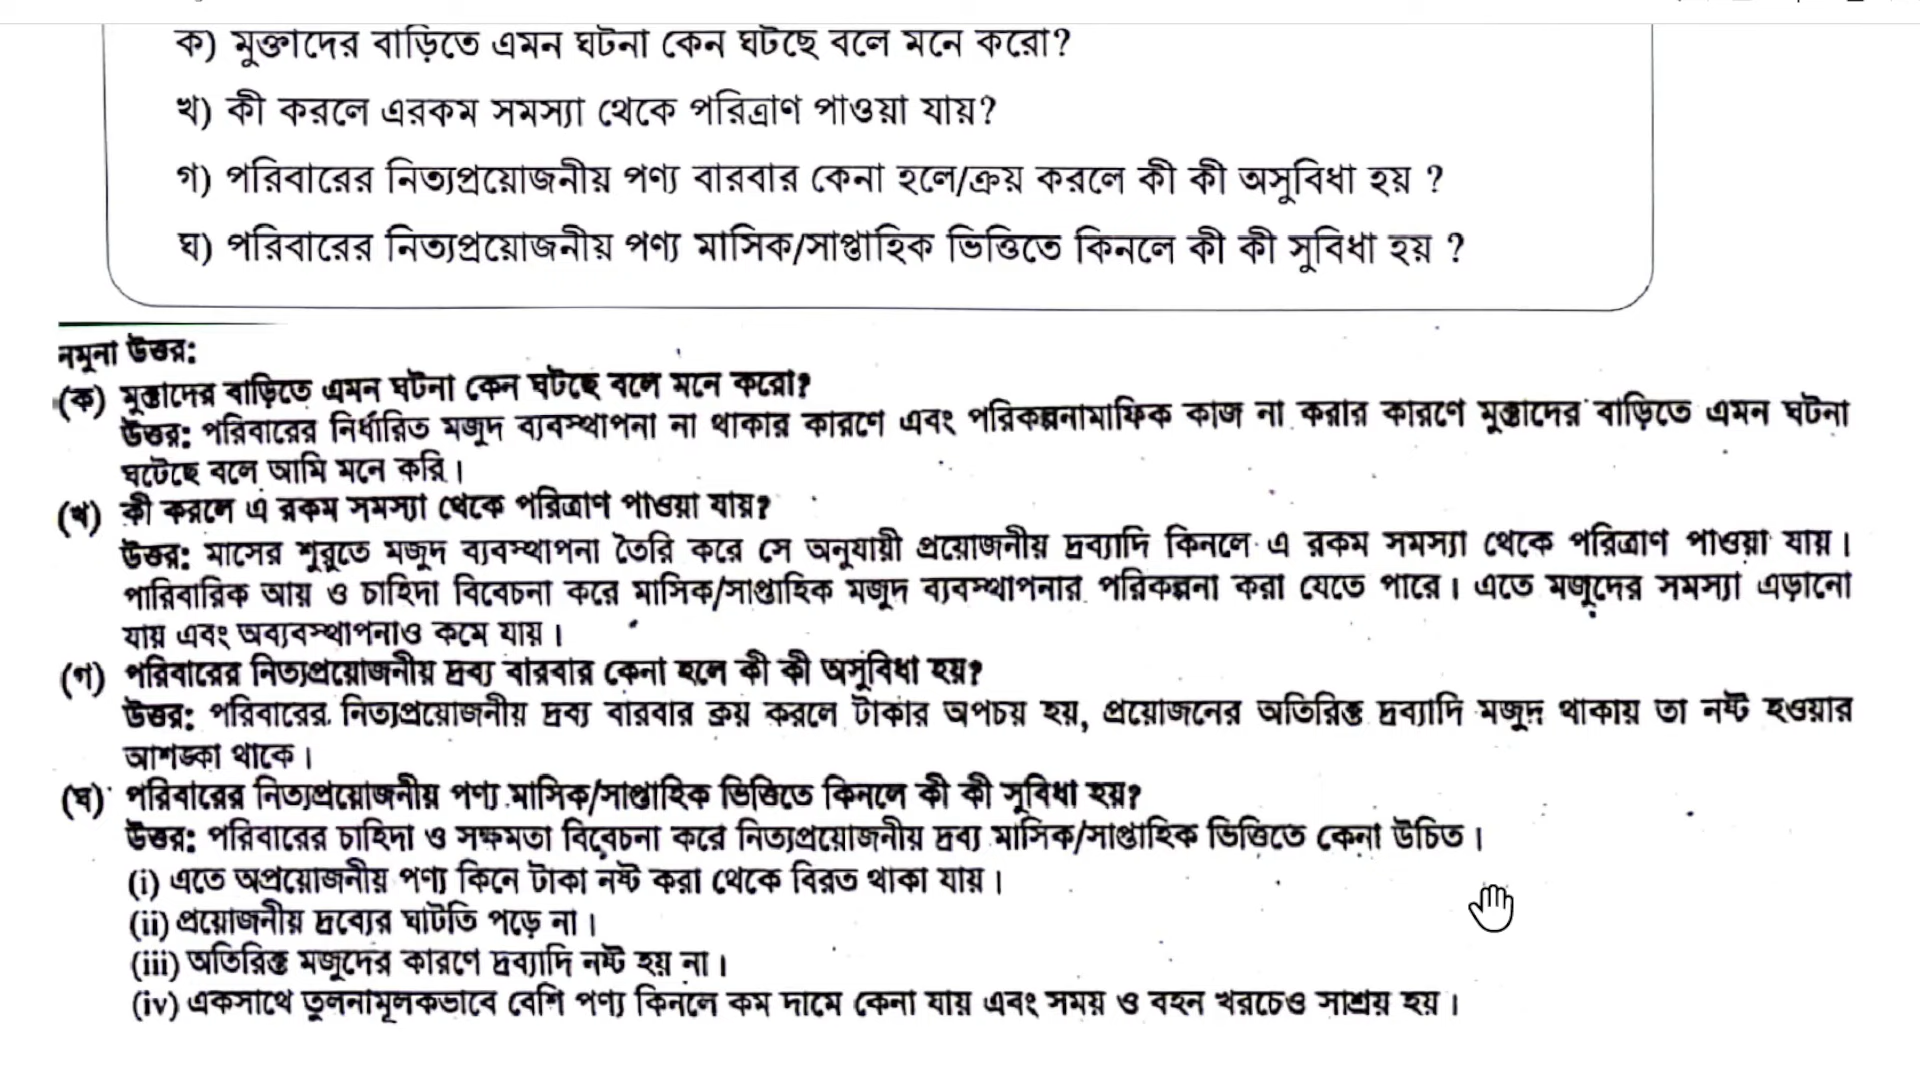 ক) মুক্তাদের বাড়িতে এমন ঘটনা কেন ঘটছে বলে মনে করো?
খ) কী করলে এরকম সমস্যা থেকে পরিত্রাণ পাওয়া যায়?
গ) পরিবারের নিত্যপ্রয়োজনীয় পণ্য বারবার কেনা হলে/ক্রয় করলে কী কী অসুবিধা হয় ?
ঘ) পরিবারের নিত্যপ্রয়োজনীয় পণ্য মাসিক/সাপ্তাহিক ভিত্তিতে কিনলে কী কী সুবিধা হয় ?
নমুনা উত্তর:
(ক) মুক্তাদের বাড়িতে এমন ঘটনা কেন ঘটছে বলে মনে করো?
উত্তর: পরিবারের নির্ধারিত মজুদ ব্যবস্থাপনা না থাকার কারণে এবং পরিকল্পনামাফিক কাজ না করার কারণে মুক্তাদের বাড়িতে এমন ঘটনা
ঘটেছে বলে আমি মনে করি।
(খ) কী করলে এ রকম সমস্যা থেকে পরিত্রাণ পাওয়া যায়?
উত্তর: মাসের শুরুতে মজুদ ব্যবস্থাপনা তৈরি করে সে অনুযায়ী প্রয়োজনীয় দ্রব্যাদি কিনলে এ রকম সমস্যা থেকে পরিত্রাণ পাওয়া যায়।
পারিবারিক আয় ও চাহিদা বিবেচনা করে মাসিক/সাপ্তাহিক মজুদ ব্যবস্থাপনার পরিকল্পনা করা যেতে পারে। এতে মজুদের সমস্যা এড়ানো
যায় এবং অব্যবস্থাপনাও কমে যায়।
(গ) পরিবারের নিত্যপ্রয়োজনীয় দ্রব্য বারবার কেনা হলে কী কী অসুবিধা হয়?
উত্তর: পরিবারের নিত্যপ্রয়োজনীয় দ্রব্য বারবার ক্রয় করলে টাকার অপচয় হয়, প্রয়োজনের অতিরিক্ত দ্রব্যাদি মজুদ থাকায় তা নষ্ট হওয়ার
আশঙ্কা থাকে।
(ঘ) পরিবারের নিত্যপ্রয়োজনীয় পণ্য মাসিক/সাপ্তাহিক ভিত্তিতে কিনলে কী কী সুবিধা হয়?
উত্তর: পরিবারের চাহিদা ও সক্ষমতা বিবেচনা করে নিত্যপ্রয়োজনীয় দ্রব্য মাসিক/সাপ্তাহিক ভিত্তিতে কেনা উচিত।
(i) এতে অপ্রয়োজনীয় পণ্য কিনে টাকা নষ্ট করা থেকে বিরত থাকা যায়।
(ii) প্রয়োজনীয় দ্রব্যের ঘাটতি পড়ে না।
(iii) অতিরিক্ত মজুদের কারণে দ্রব্যাদি নষ্ট হয় না।
(iv) একসাথে তুলনামূলকভাবে বেশি পণ্য কিনলে কম দামে কেনা যায় এবং সময় ও বহন খরচেও সাশ্রয় হয়।